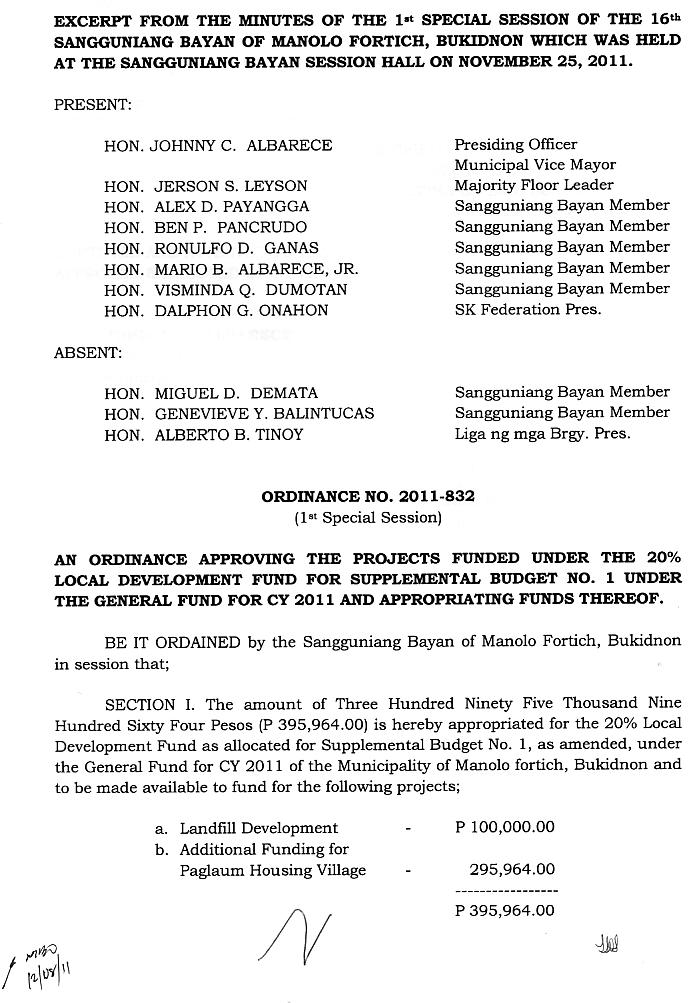 EXCERPT FROM THE MINUTES OF THE 1st SPECIAL SESSION OF THE 16th
SANGGUNIANG BAYAN OF MANOLO FORTICH, BUKIDNON WHICH WAS HELD
AT THE SANGGUNIANG BAYAN SESSION HALL ON NOVEMBER 25, 2011.
PRESENT:
HON. JOHNNY C. ALBARECE Presiding Officer
Municipal Vice Mayor
HON. JERSON S. LEYSON Majority Floor Leader
HON. ALEX D. PAYANGGA Sangguniang Bayan Member
HON. BEN P. PANCRUDO Sangguniang Bayan Member
HON. RONULFO D. GANAS Sangguniang Bayan Member
HON. MARIO B. ALBARECE, JR. Sangguniang Bayan Member
HON. VISMINDA Q. DUMOTAN Sangguniang Bayan Member
HON. DALPHON G. ONAHON SK Federation Pres.
ABSENT:
HON. MIGUEL D. DEMATA Sangguniang Bayan Member
HON. GENEVIEVE Y. BALINTUCAS Sangguniang Bayan Member
HON. ALBERTO B. TINOY Liga ng mga Brgy. Pres.
ORDINANCE NO. 2011-832
(1st Special Session)
AN ORDINANCE APPROVING THE PROJECTS FUNDED UNDER THE 20%
LOCAL DEVELOPMENT FUND FOR SUPPLEMENTAL BUDGET NO. 1 UNDER
THE GENERAL FUND FOR CY 2011 AND APPROPRIATING FUNDS THEREOF.
BE IT ORDAINED by the Sangguniang Bayan of Manolo Fortich, Bukidnon
in session that;
SECTION I. The amount of Three Hundred Ninety Five Thousand Nine
Hundred Sixty Four Pesos (P 395,964.00) is hereby appropriated for the 20% Local
Development Fund as allocated for Supplemental Budget No. 1, as amended, under
the General Fund for CY 2011 of the Municipality of Manolo fortich, Bukidnon and
to be made available to fund for the following projects;
a. Landfill Development - P 100,000.00
b. Additional Funding for
Paglaum Housing Village - 295,964.00
-----------------
P 395,964.00
MBO
12/08/11